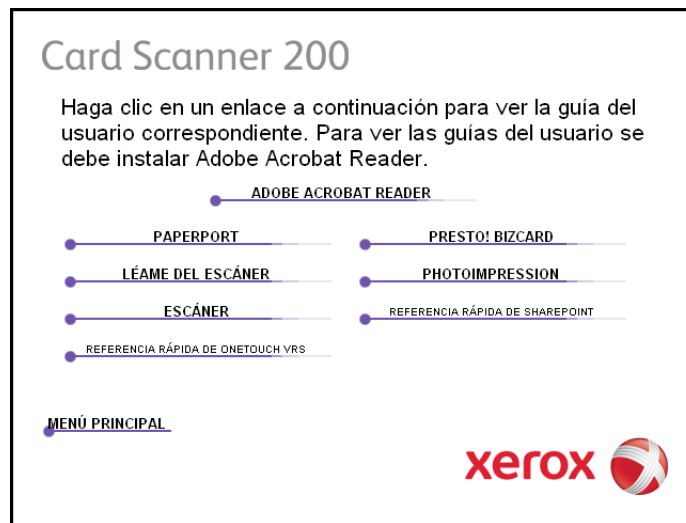 Card Scanner 200
Haga clic en un enlace a continuación para ver la guía del
usuario correspondiente. Para ver las guías del usuario se
debe instalar Adobe Acrobat Reader.
ADOBE ACROBAT READER
PAPERPORT
PRESTO! BIZCARD
LÉAME DEL ESCÁNER
PHOTOIMPRESSION
ESCÁNER
REFERENCIA RÁPIDA DE SHAREPOINT
REFERENCIA RÁPIDA DE ONETOUCH VRS
MENÚ PRINCIPAL
xerox